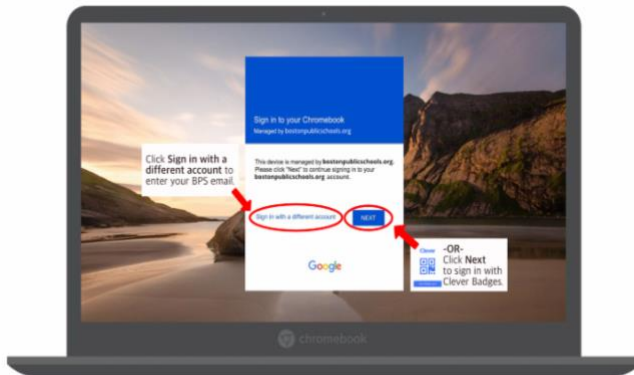 Sign in to your Chromebook
Managed by bostonpublicschools.org
Click Sign in with a
different account to
enter your BPS email.
This device is managed by bostonpublicschools.org.
Please click "Next" to continue signing in to your
bostonpublicschools.org account.
Sign in with a different account
NEXT
Google
Clever
-OR-
Click Next
to sign in with
Clever Badges.
chromebook